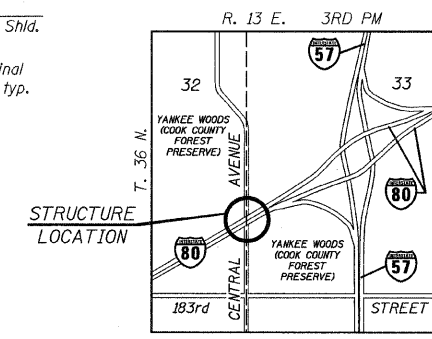 Shld.
inal
typ.
R. 13 E. 3RD PM
57
32
33
YANKEE WOODS
(COOK COUNTY
FOREST
PRESERVE)
T. 36 N.
CENTRAL AVENUE
80
STRUCTURE
LOCATION
80
YANKEE WOODS
(COOK COUNTY
FOREST
PRESERVE)
57
183rd STREET